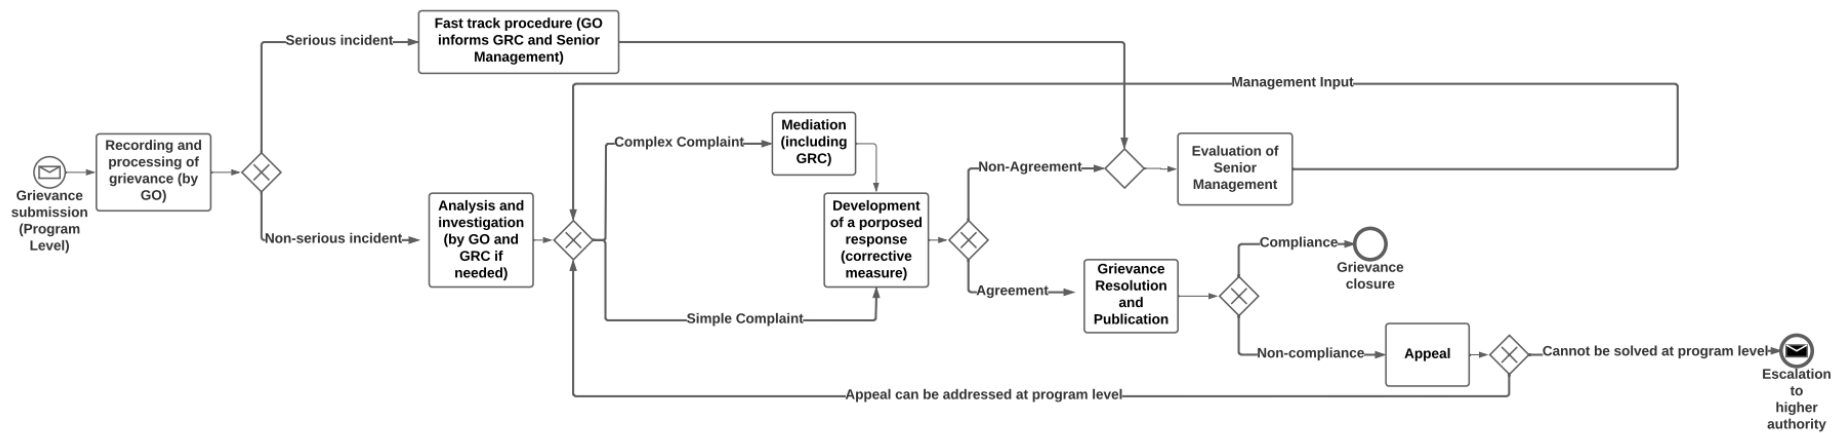 Fast track procedure (GO
informs GRC and Senior
Management)
Serious incident
Management Input
Recording and
processing of
grievance (by
GO)
Grievance
submission
(Program
Level)
Non-serious incident
Analysis and
investigation
(by GO and
GRC if
needed)
Complex Complaint
Mediation
(including
GRC)
Simple Complaint
Development
of a porposed
response
(corrective
measure)
Non-Agreement
Evaluation of
Senior
Management
Agreement
Grievance
Resolution
and
Publication
Compliance
Grievance
closure
Non-compliance
Appeal
Cannot be solved at program level
Escalation
to
higher
authority
Appeal can be addressed at program level